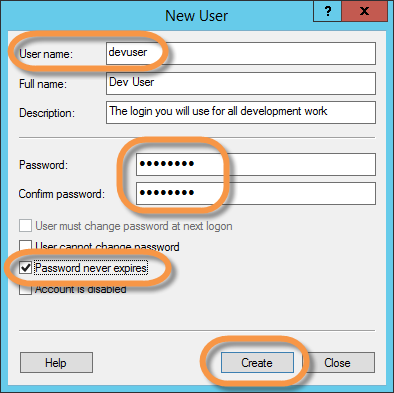 New User
? X
User name: devuser
Full name: Dev User
Description: The login you will use for all development work
Password: ●●●●●●●●
Confirm password: ●●●●●●●●
User must change password at next logon
User cannot change password
Password never expires
Account is disabled
Help Create Close